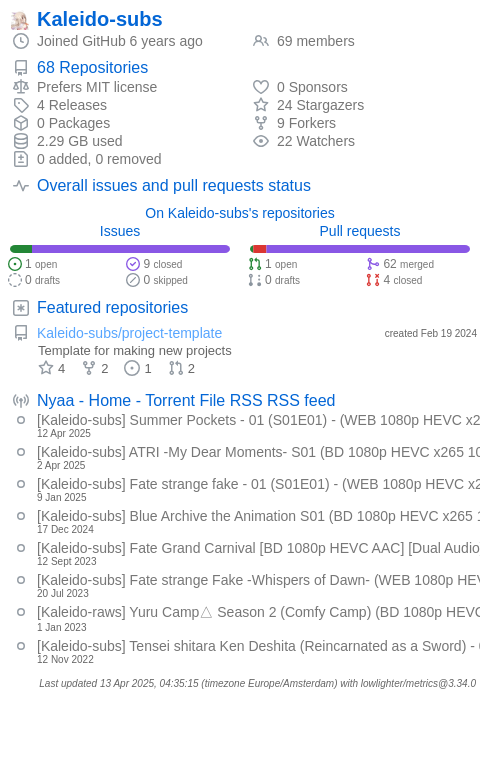 Kaleido-subs
Joined GitHub 6 years ago
69 members
68 Repositories
Prefers MIT license
0 Sponsors
4 Releases
24 Stargazers
0 Packages
9 Forkers
2.29 GB used
22 Watchers
0 added, 0 removed
Overall issues and pull requests status
On Kaleido-subs's repositories
Issues
Pull requests
1 open
9 closed
1 open
62 merged
0 drafts
0 skipped
0 drafts
4 closed
Featured repositories
Kaleido-subs/project-template
created Feb 19 2024
Template for making new projects
4 2 1 2
Nyaa - Home - Torrent File RSS RSS feed
[Kaleido-subs] Summer Pockets - 01 (S01E01) - (WEB 1080p HEVC x2
12 Apr 2025
[Kaleido-subs] ATRI -My Dear Moments- S01 (BD 1080p HEVC x265 10
2 Apr 2025
[Kaleido-subs] Fate strange fake - 01 (S01E01) - (WEB 1080p HEVC x2
9 Jan 2025
[Kaleido-subs] Blue Archive the Animation S01 (BD 1080p HEVC x265 1
17 Dec 2024
[Kaleido-subs] Fate Grand Carnival [BD 1080p HEVC AAC] [Dual Audio
12 Sept 2023
[Kaleido-subs] Fate strange Fake -Whispers of Dawn- (WEB 1080p HEV
20 Jul 2023
[Kaleido-raws] Yuru Camp△ Season 2 (Comfy Camp) (BD 1080p HEVC
1 Jan 2023
[Kaleido-subs] Tensei shitara Ken Deshita (Reincarnated as a Sword) -
12 Nov 2022
Last updated 13 Apr 2025, 04:35:15 (timezone Europe/Amsterdam) with lowlighter/metrics@3.34.0